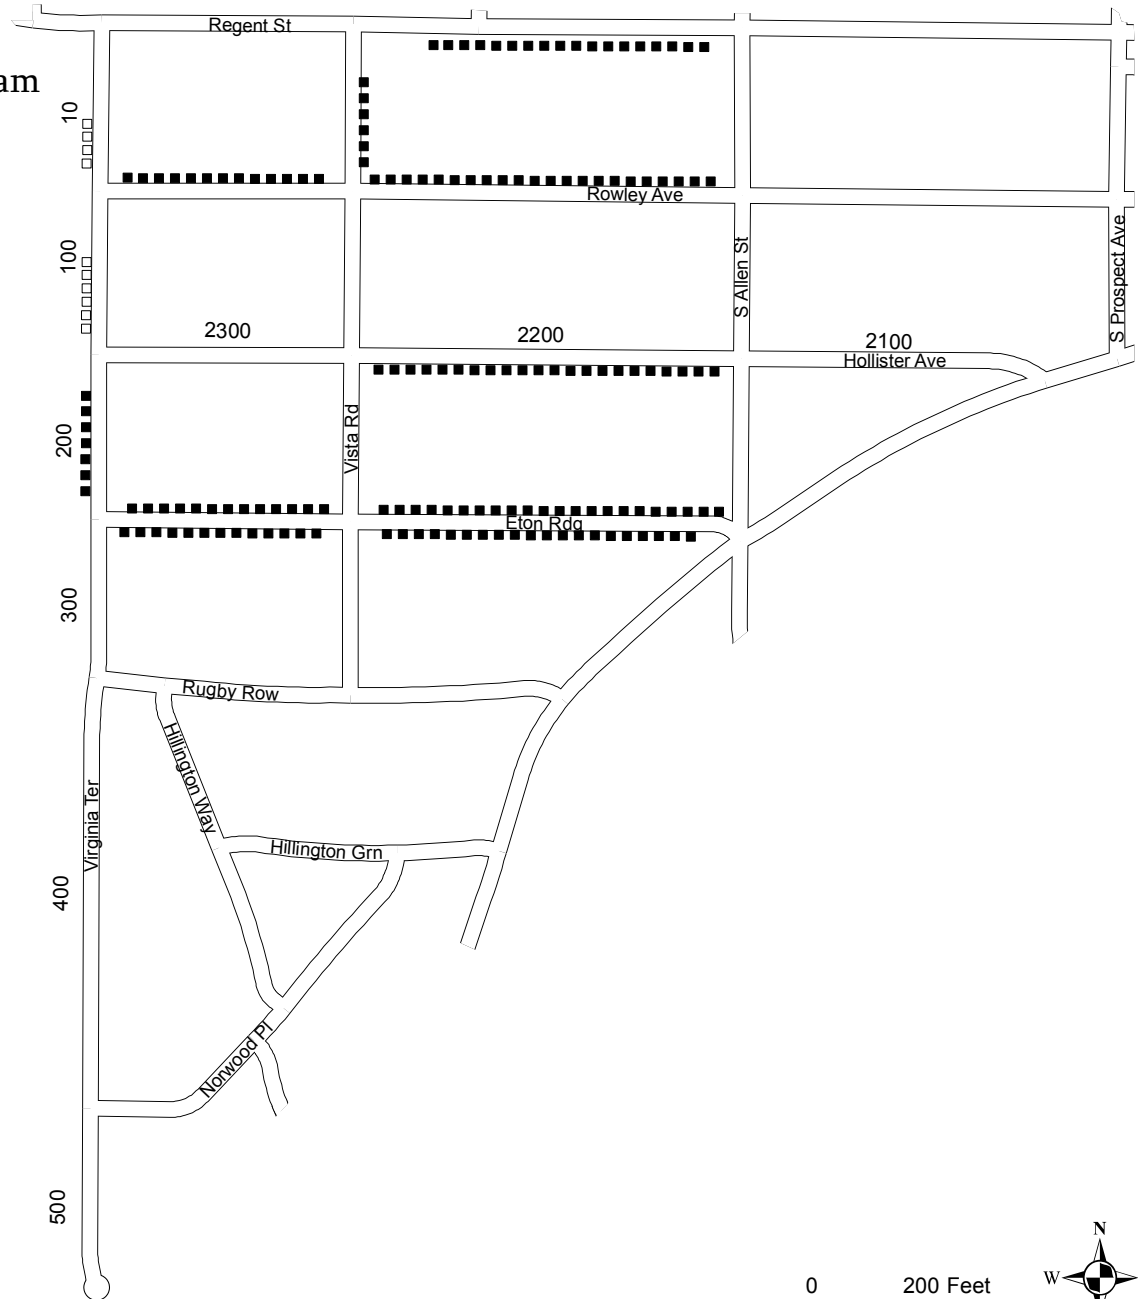 Regent St
am
10
Rowley Ave
100
S Allen St
S Prospect Ave
2300
2200
2100
Hollister Ave
200
Vista Rd
Eton Rdg
300
Rugby Row
Hillington Way
Virginia Ter
Hillington Grn
400
Norwood Pl
500
N
W
0 200 Feet